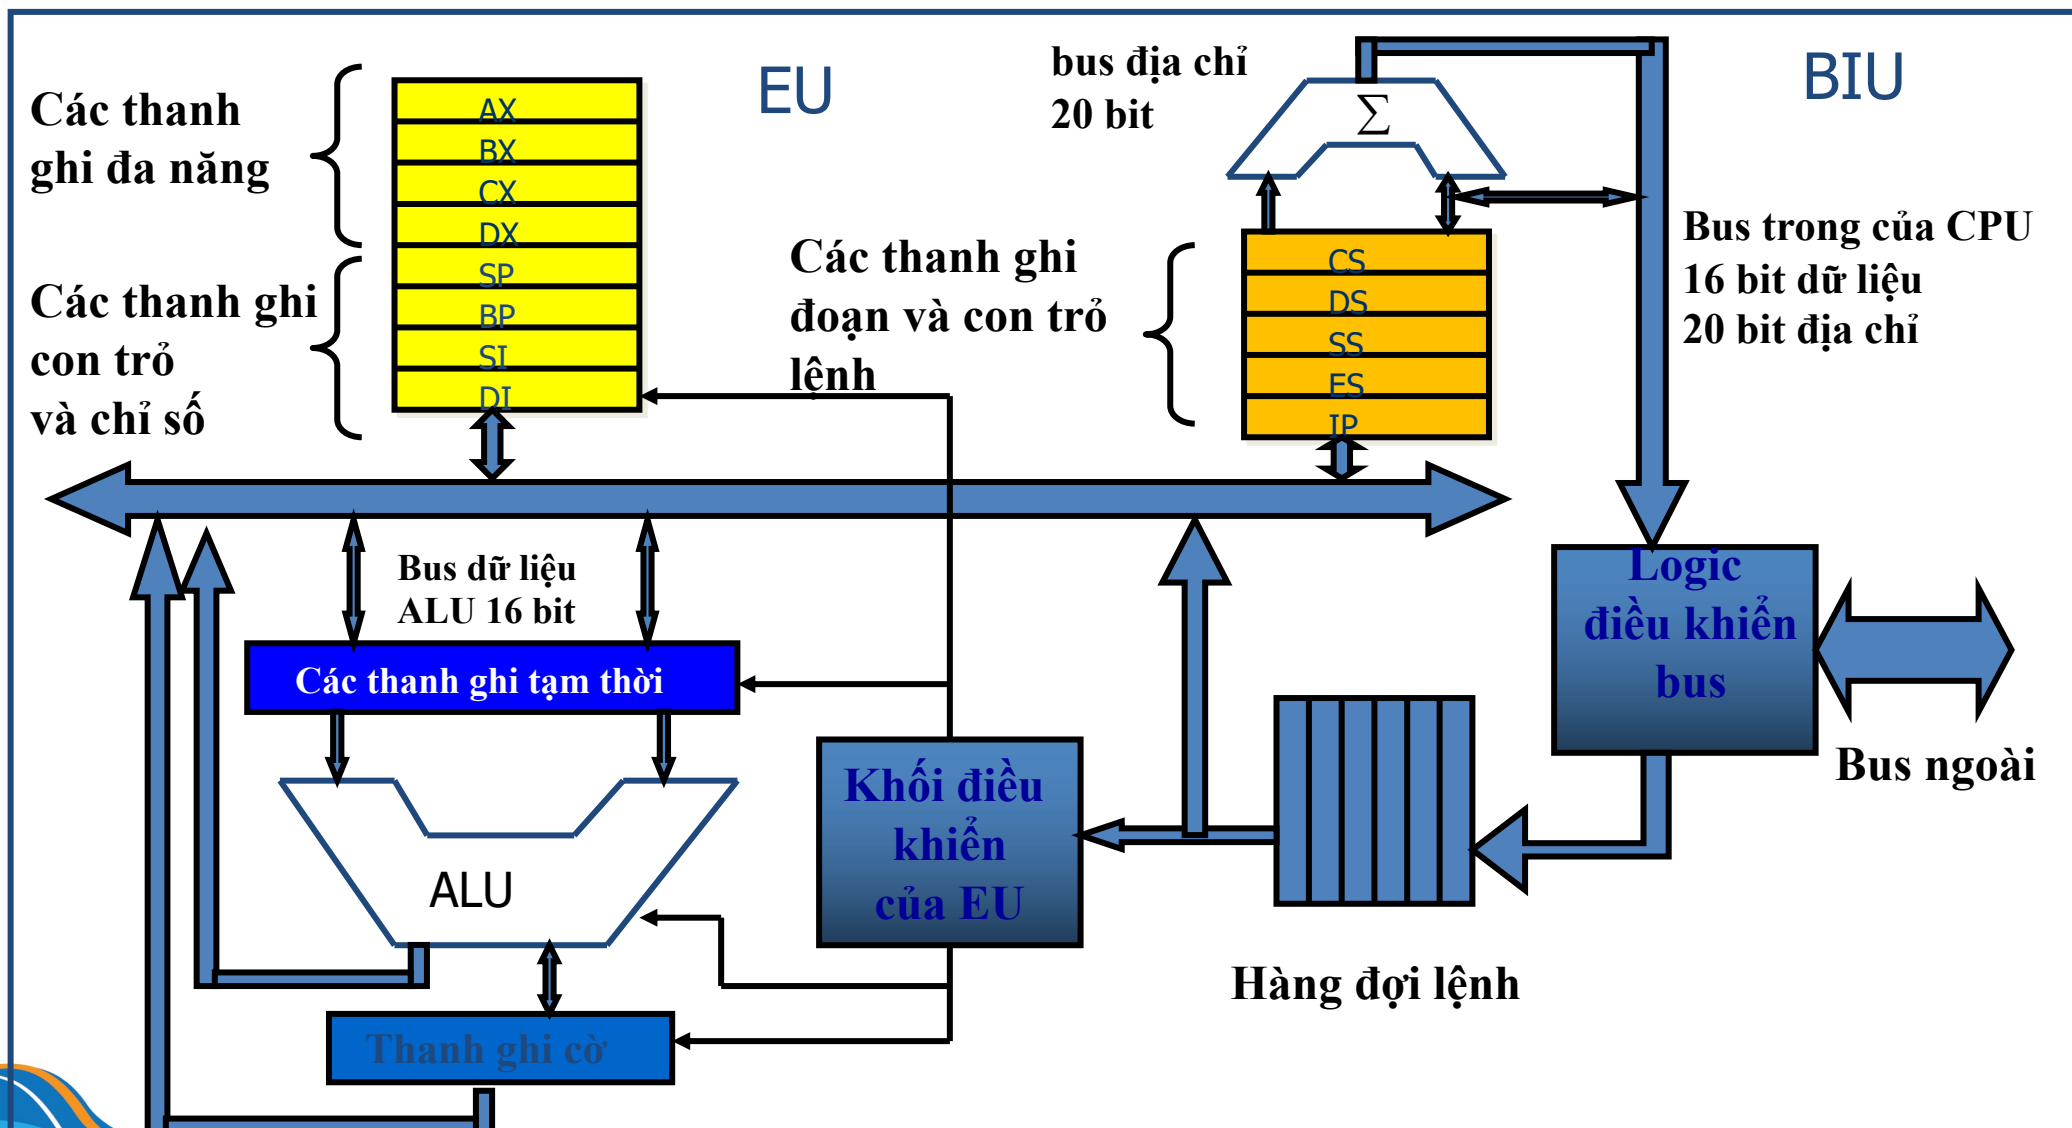 EU
BIU
Các thanh
ghi đa năng
Các thanh ghi
con trỏ
và chỉ số
AX
BX
CX
DX
SP
BP
SI
DI
bus địa chỉ
20 bit
∑
Các thanh ghi
đoạn và con trỏ
lệnh
CS
DS
SS
ES
IP
Bus trong của CPU
16 bit dữ liệu
20 bit địa chỉ
Bus dữ liệu
ALU 16 bit
Các thanh ghi tạm thời
ALU
Thanh ghi cờ
Khối điều
khiển
của EU
Hàng đợi lệnh
Logic
điều khiển
bus
Bus ngoài